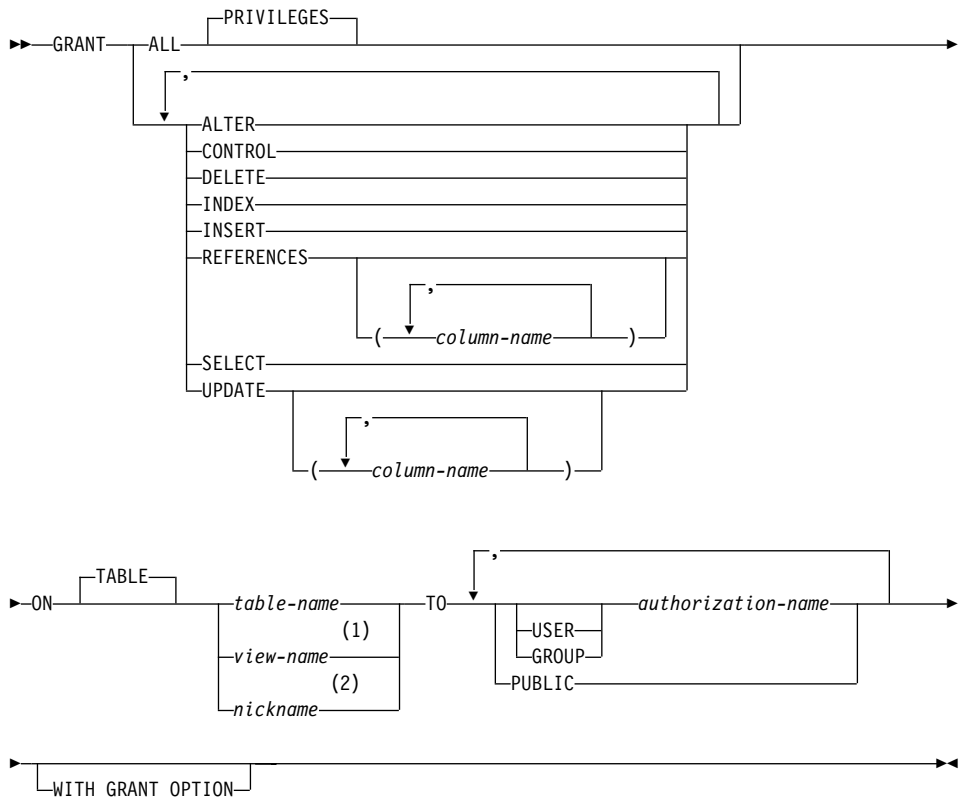 PRIVILEGES
GRANT ALL
,
ALTER
CONTROL
DELETE
INDEX
INSERT
REFERENCES
,
( column-name )
SELECT
UPDATE
,
( column-name )
,
TABLE
ON table-name TO authorization-name
(1) USER
view-name GROUP
(2) PUBLIC
nickname
WITH GRANT OPTION